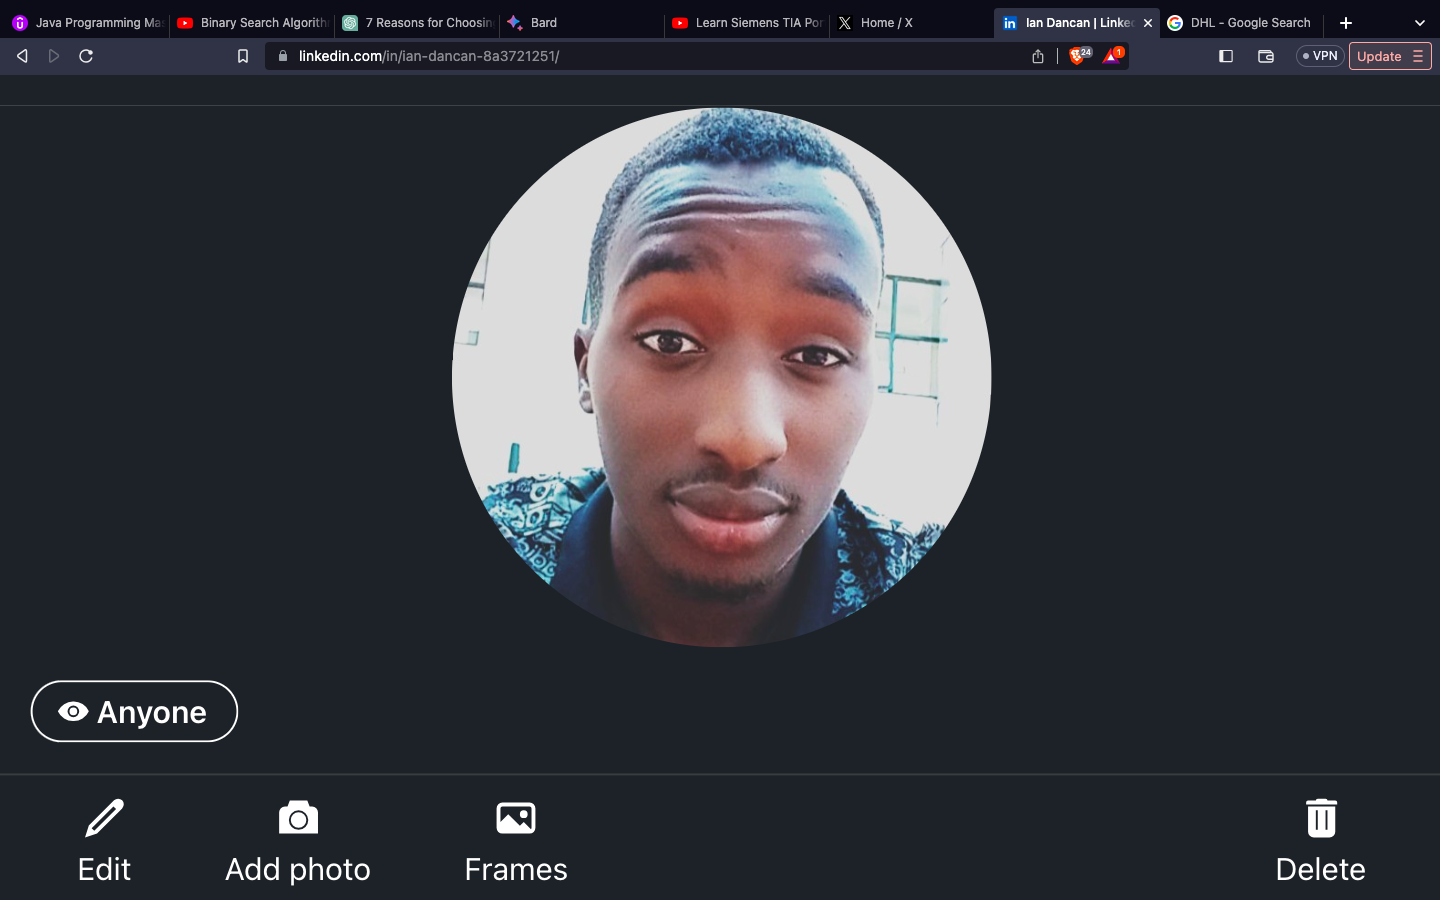 Java Programming Mas
Binary Search Algorith
7 Reasons for Choosin
Bard
Learn Siemens TIA Por
Home / X
Ian Dancan | Linke
DHL - Google Search
linkedin.com/in/ian-dancan-8a3721251/
24
1
VPN
Update
Anyone
Edit
Add photo
Frames
Delete